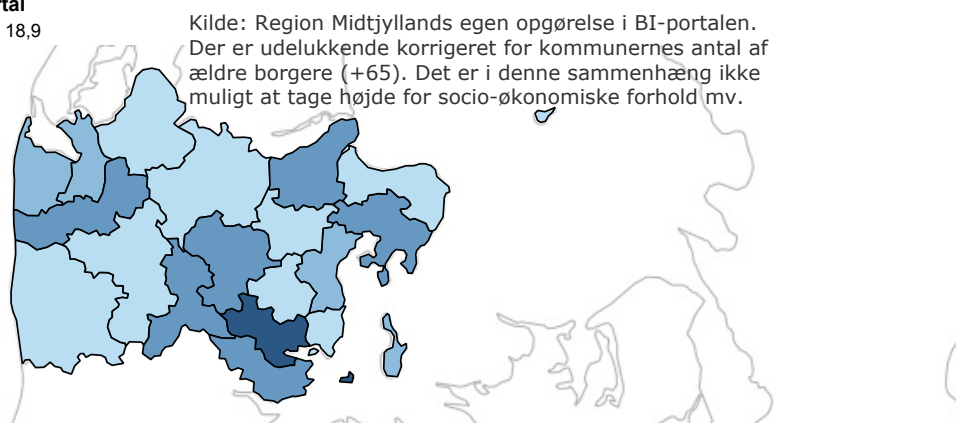 tal
18,9
Kilde: Region Midtjyllands egen opgørelse i BI-portalen.
Der er udelukkende korrigeret for kommunernes antal af
ældre borgere (+65). Det er i denne sammenhæng ikke
muligt at tage højde for socio-økonomiske forhold mv.